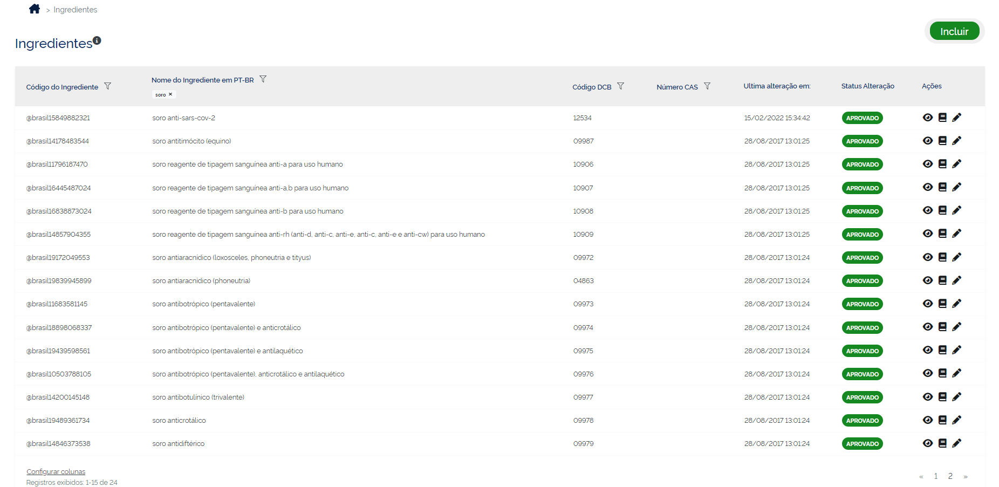 > Ingredientes
Incluir
Ingredientes
Código do Ingrediente Nome do Ingrediente em PT-BR Código DCB Número CAS Ultima alteração em: Status Alteração Ações
soro ×
@brasil15849882321 soro anti-sars-cov-2 12534 15/02/2022 15:34:42 APROVADO
@brasil14178483544 soro antitimócito (equino) 09987 28/08/2017 13:01:25 APROVADO
@brasil11796187470 soro reagente de tipagem sanguínea anti-a para uso humano 10906 28/08/2017 13:01:25 APROVADO
@brasil16445487024 soro reagente de tipagem sanguínea anti-a,b para uso humano 10907 28/08/2017 13:01:25 APROVADO
@brasil16838873024 soro reagente de tipagem sanguínea anti-b para uso humano 10908 28/08/2017 13:01:25 APROVADO
@brasil14857904355 soro reagente de tipagem sanguínea anti-rh (anti-d, anti-c, anti-e, anti-c, anti-e e anti-cw) para uso humano 10909 28/08/2017 13:01:25 APROVADO
@brasil19172049553 soro antiaracnídico (loxosceles, phoneutria e tityus) 09972 28/08/2017 13:01:24 APROVADO
@brasil19839945899 soro antiaracnídico (phoneutria) 04863 28/08/2017 13:01:24 APROVADO
@brasil11683581145 soro antibotrópico (pentavalente) 09973 28/08/2017 13:01:24 APROVADO
@brasil18898068337 soro antibotrópico (pentavalente) e anticrotálico 09974 28/08/2017 13:01:24 APROVADO
@brasil19439598561 soro antibotrópico (pentavalente) e antilaquético 09975 28/08/2017 13:01:24 APROVADO
@brasil10503788105 soro antibotrópico (pentavalente), anticrotálico e antilaquético 09976 28/08/2017 13:01:24 APROVADO
@brasil14200145148 soro antibotulínico (trivalente) 09977 28/08/2017 13:01:24 APROVADO
@brasil19489361734 soro anticrotálico 09978 28/08/2017 13:01:24 APROVADO
@brasil14846373538 soro antidiftérico 09979 28/08/2017 13:01:24 APROVADO
Configurar colunas
Registros exibidos: 1-15 de 24
« 1 2 »